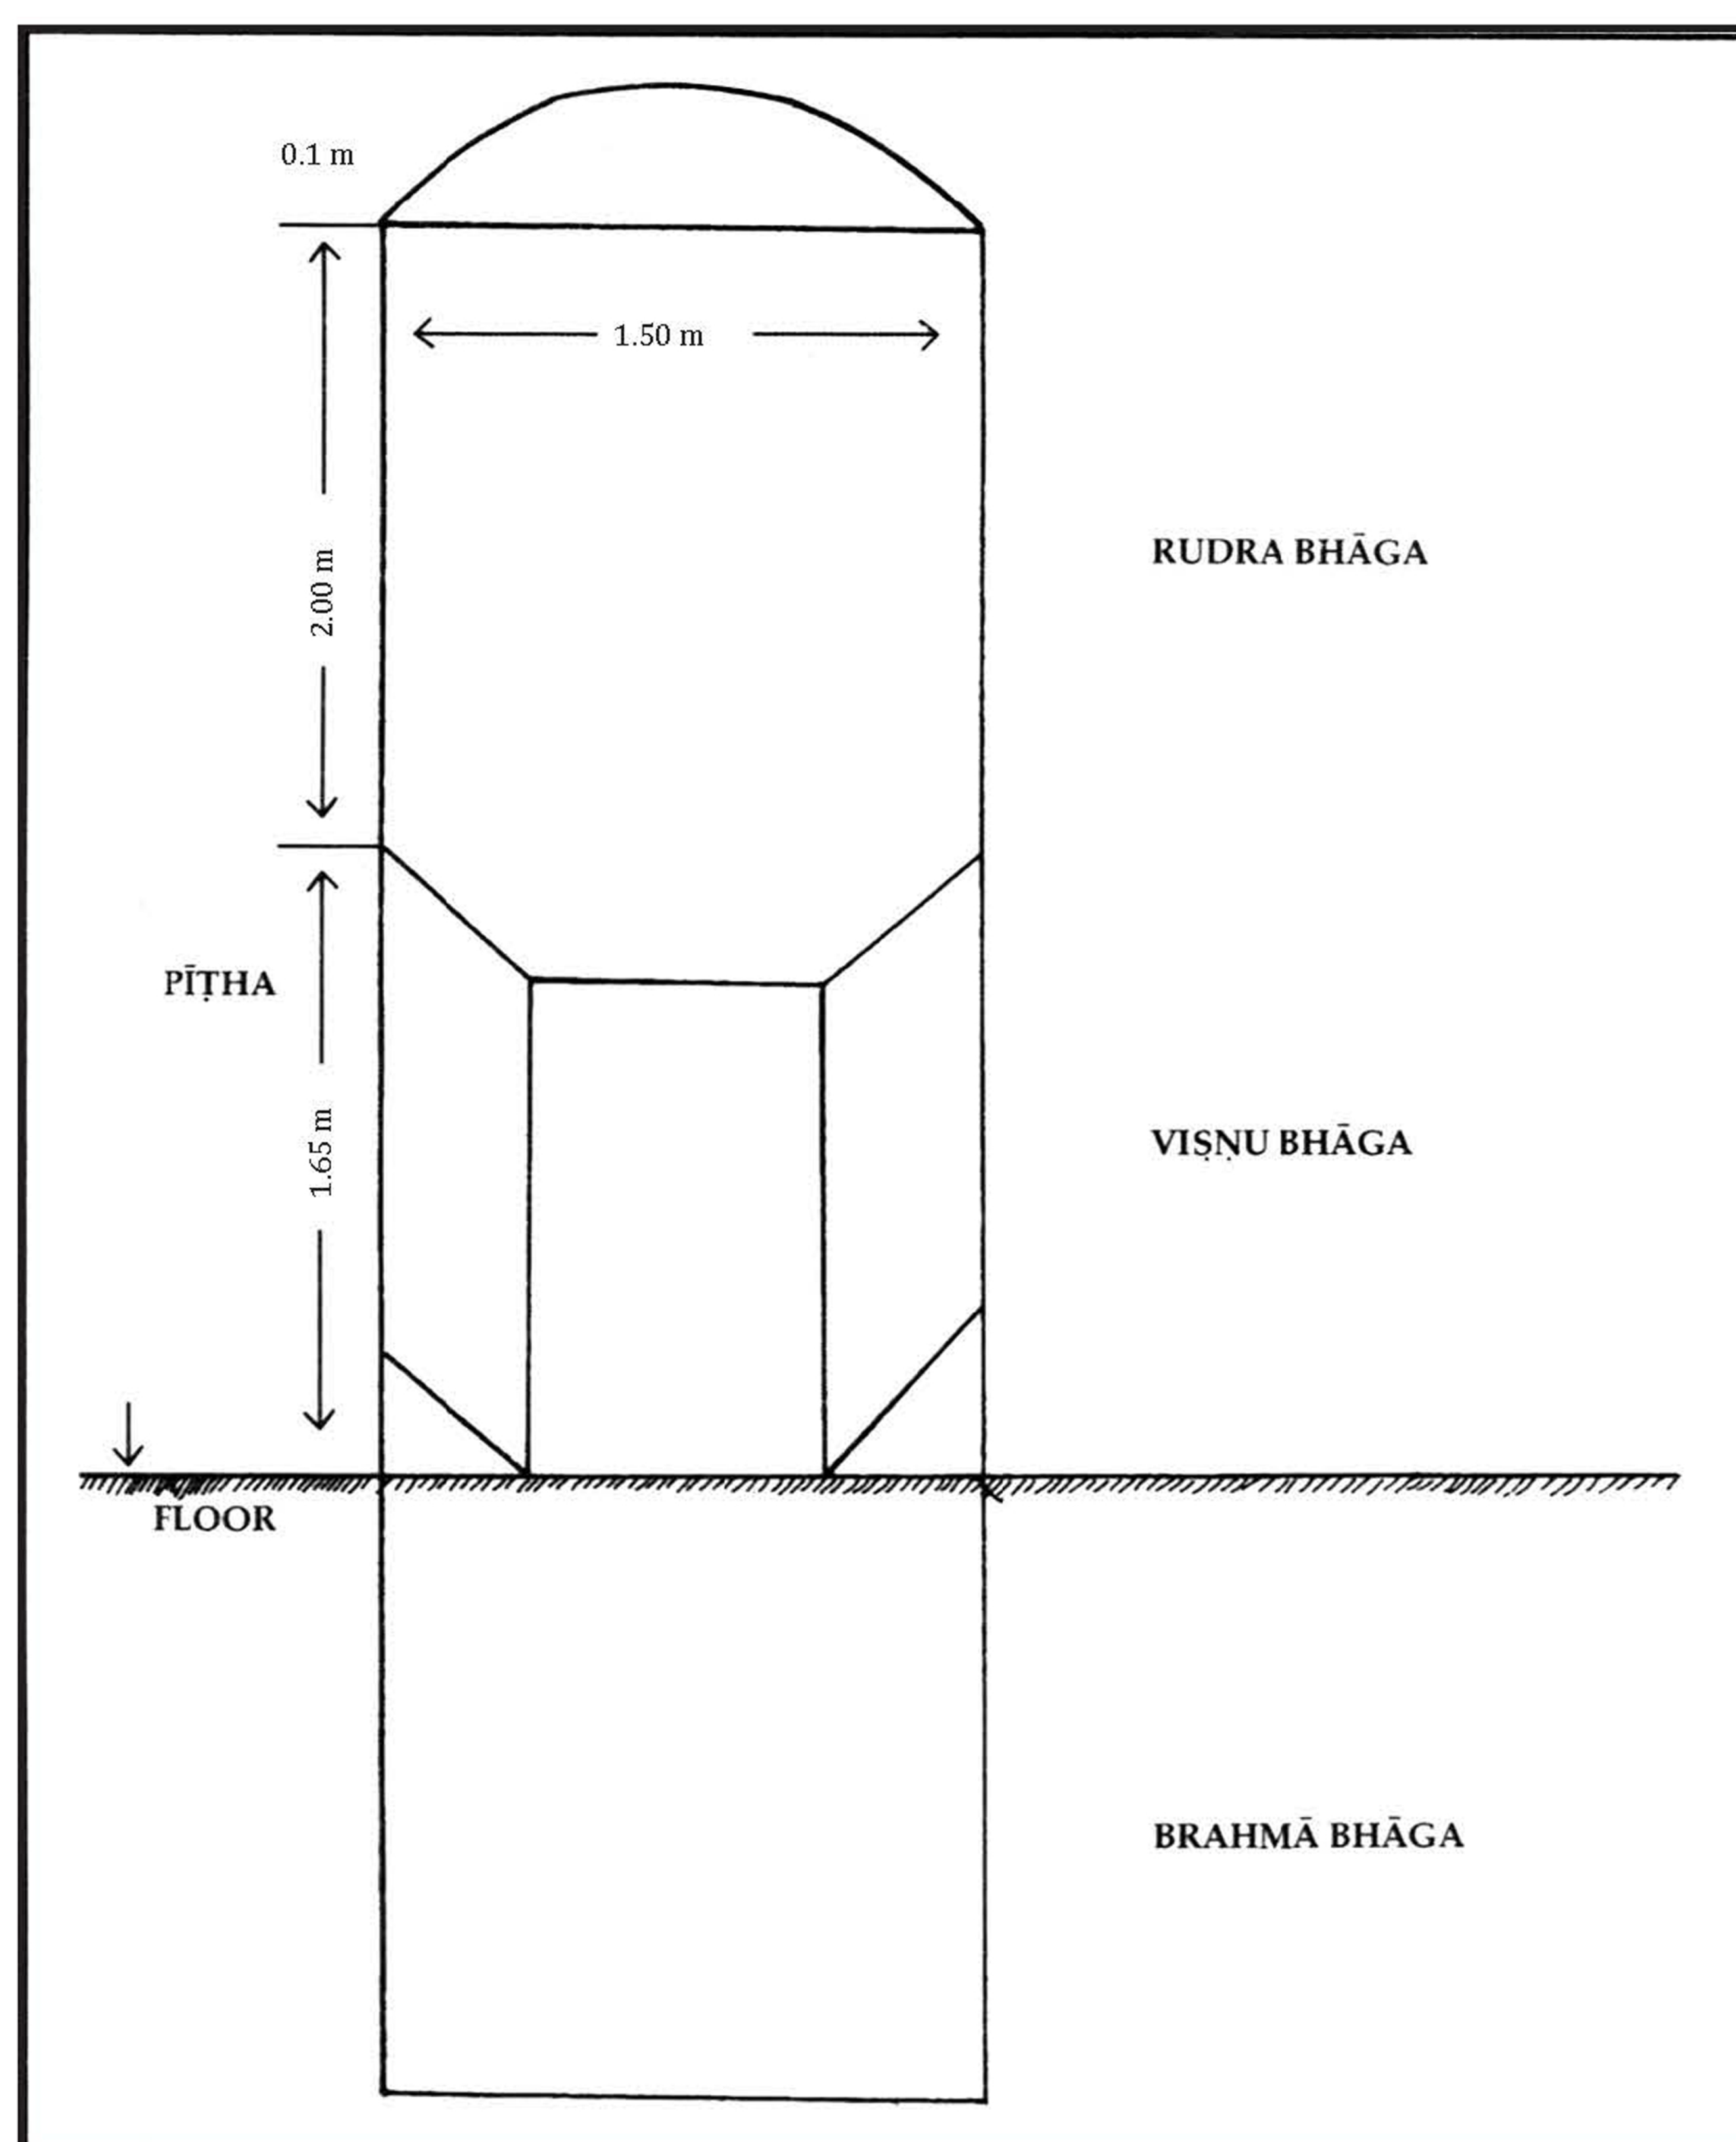 0.1 m
1.50 m
2.00 m
RUDRA BHĀGA
PĪṬHA
1.65 m
VIṢṆU BHĀGA
FLOOR
BRAHMĀ BHĀGA